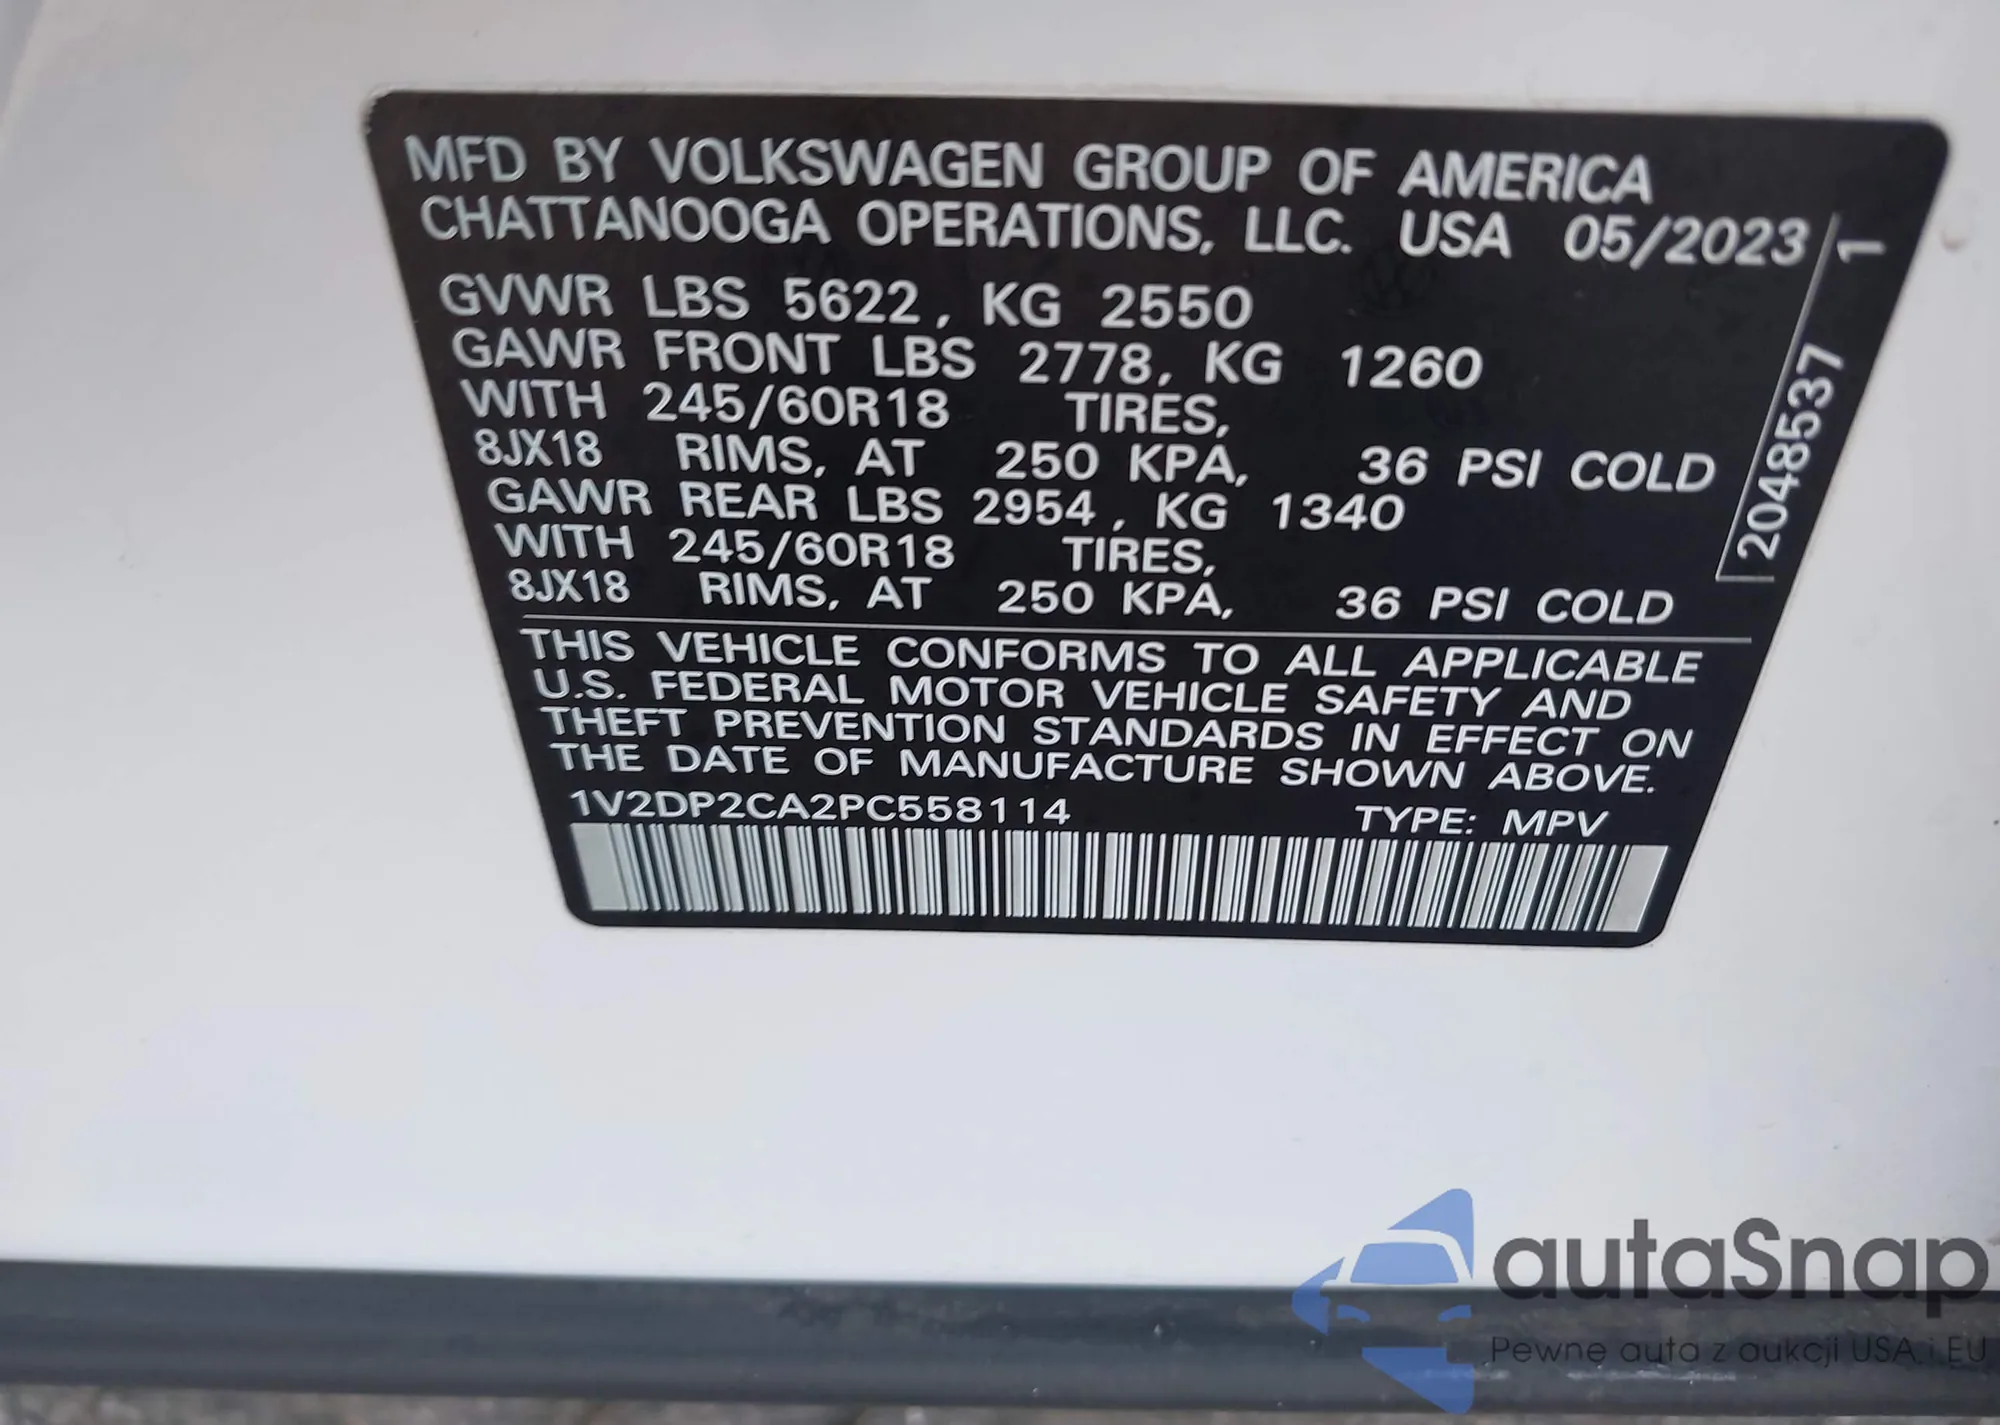 MFD BY VOLKSWAGEN GROUP OF AMERICA
CHATTANOOGA OPERATIONS, LLC. USA 05/2023
GVWR LBS 5622, KG 2550
GAWR FRONT LBS 2778, KG 1260
WITH 245/60R18 TIRES,
8JX18 RIMS, AT 250 KPA, 36 PSI COLD
GAWR REAR LBS 2954, KG 1340
WITH 245/60R18 TIRES,
8JX18 RIMS, AT 250 KPA, 36 PSI COLD
2048537 1
THIS VEHICLE CONFORMS TO ALL APPLICABLE
U.S. FEDERAL MOTOR VEHICLE SAFETY AND
THEFT PREVENTION STANDARDS IN EFFECT ON
THE DATE OF MANUFACTURE SHOWN ABOVE.
1V2DP2CA2PC558114 TYPE: MPV
autaSnap
Pewne auta z aukcji USA i EU